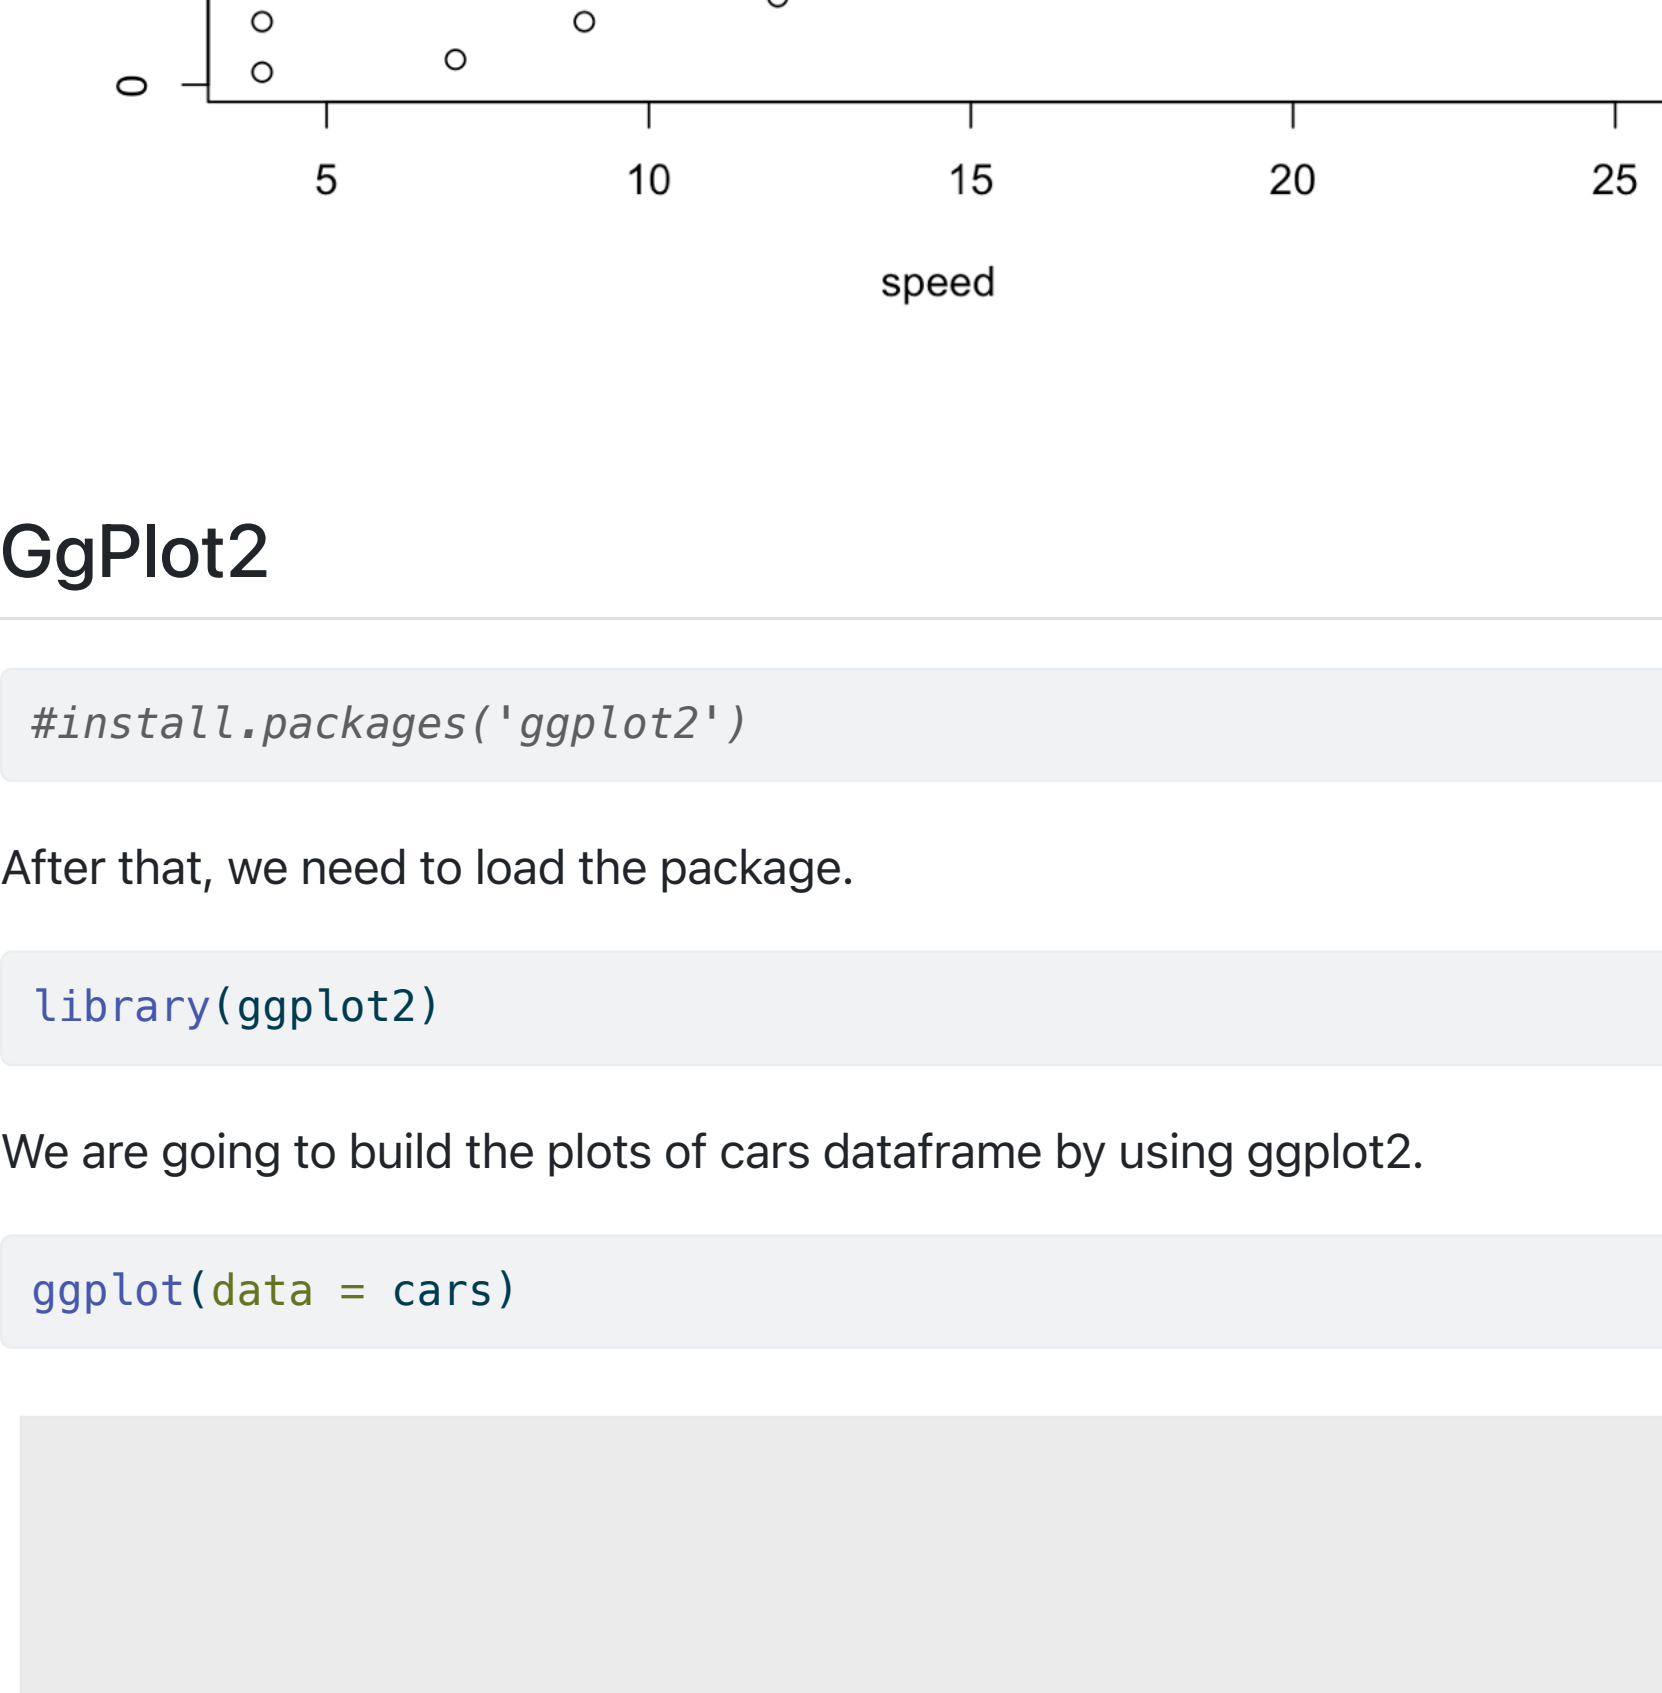 0
5 10 15 20 25
speed
GgPlot2
#install.packages('ggplot2')
After that, we need to load the package.
library(ggplot2)
We are going to build the plots of cars dataframe by using ggplot2.
ggplot(data = cars)